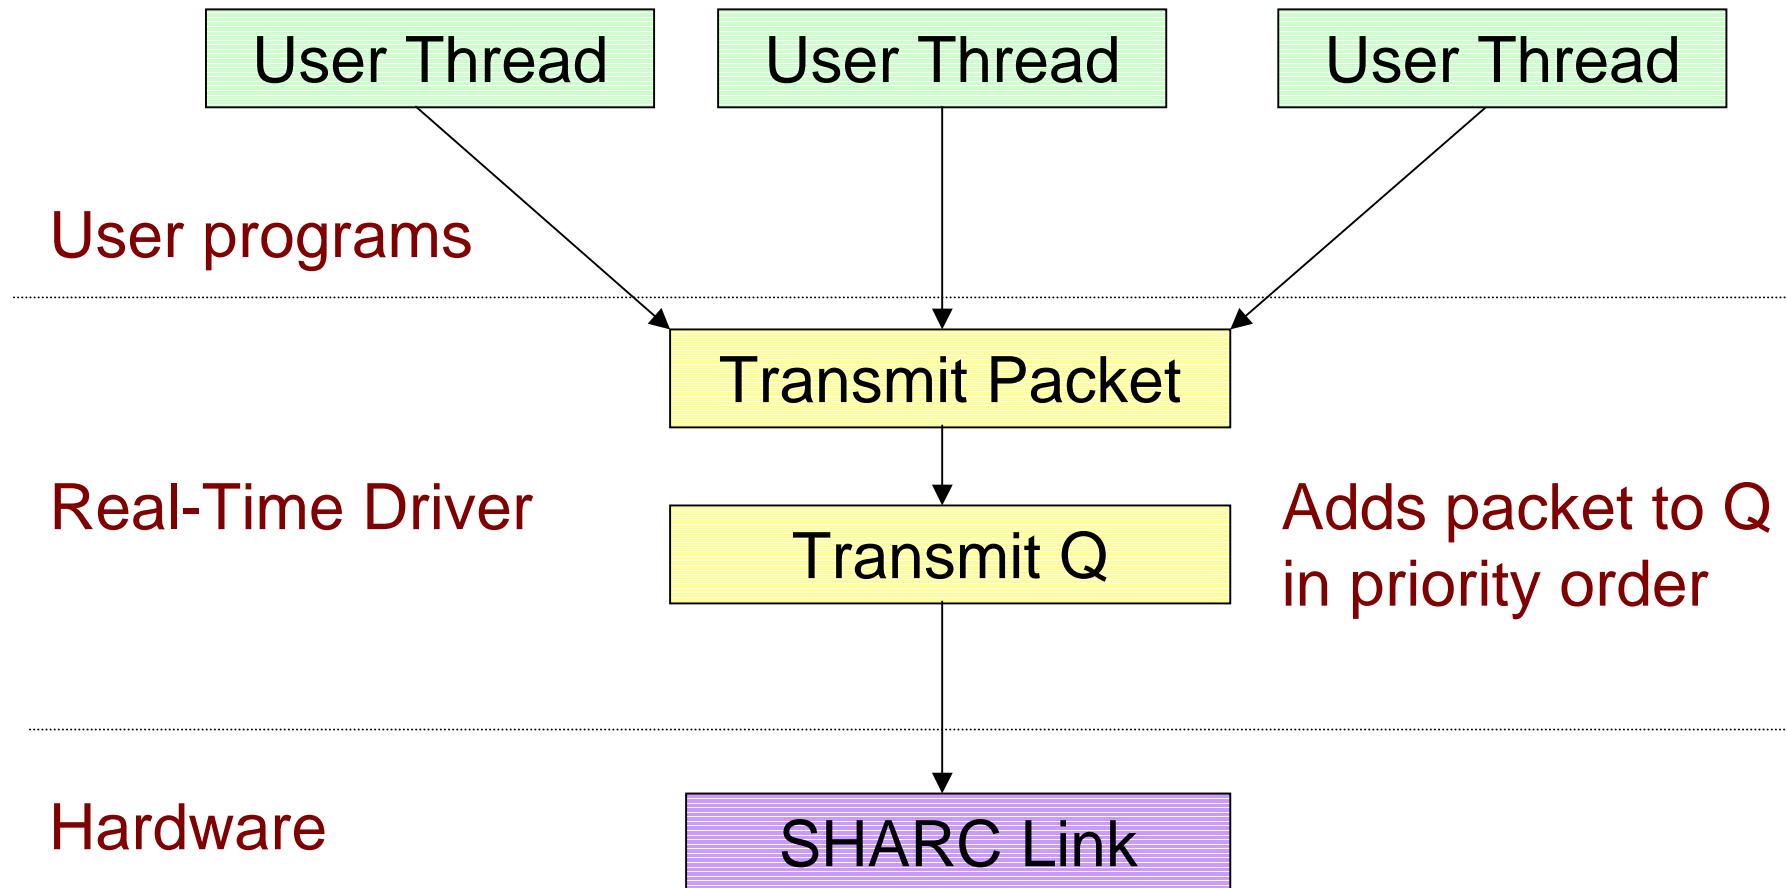 User Thread
User Thread
User Thread
User programs
Transmit Packet
Real-Time Driver
Transmit Q
Adds packet to Q
in priority order
Hardware
SHARC Link